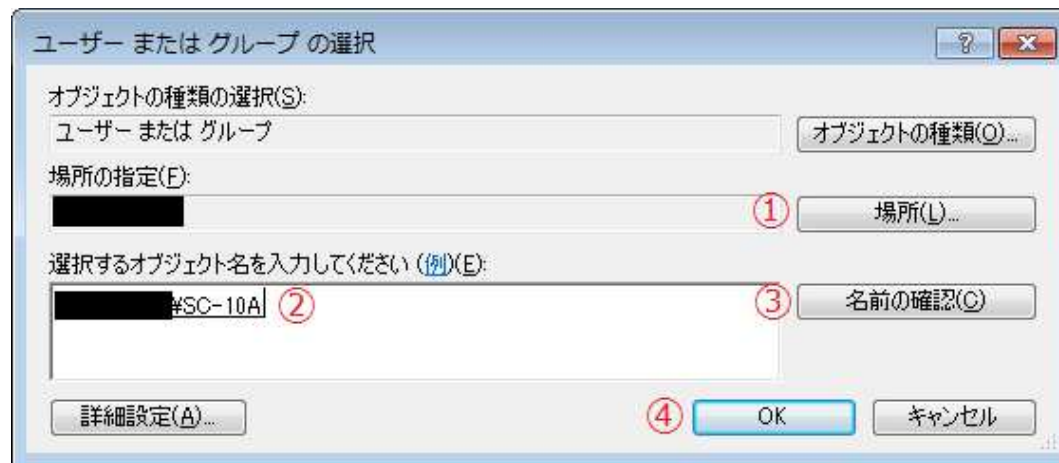 ユーザー または グループ の選択
オブジェクトの種類の選択(S):
ユーザー または グループ
オブジェクトの種類(O)...
場所の指定(F):
① 場所(L)...
選択するオブジェクト名を入力してください (例)(E):
¥SC-10A ②
③ 名前の確認(C)
詳細設定(A)...
④ OK
キャンセル